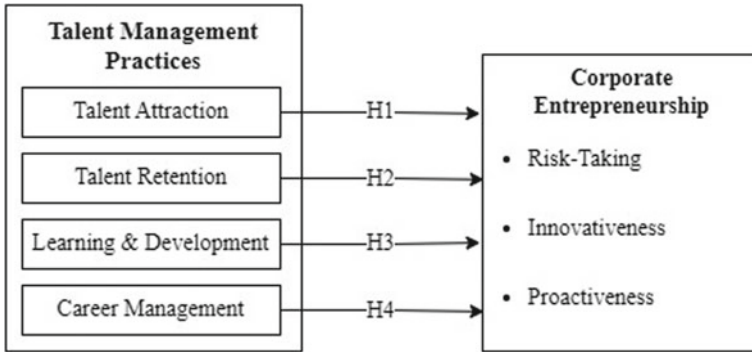 Talent Management
Practices
Talent Attraction
H1
Talent Retention
H2
Learning & Development
H3
Career Management
H4
Corporate
Entrepreneurship
• Risk-Taking
• Innovativeness
• Proactiveness